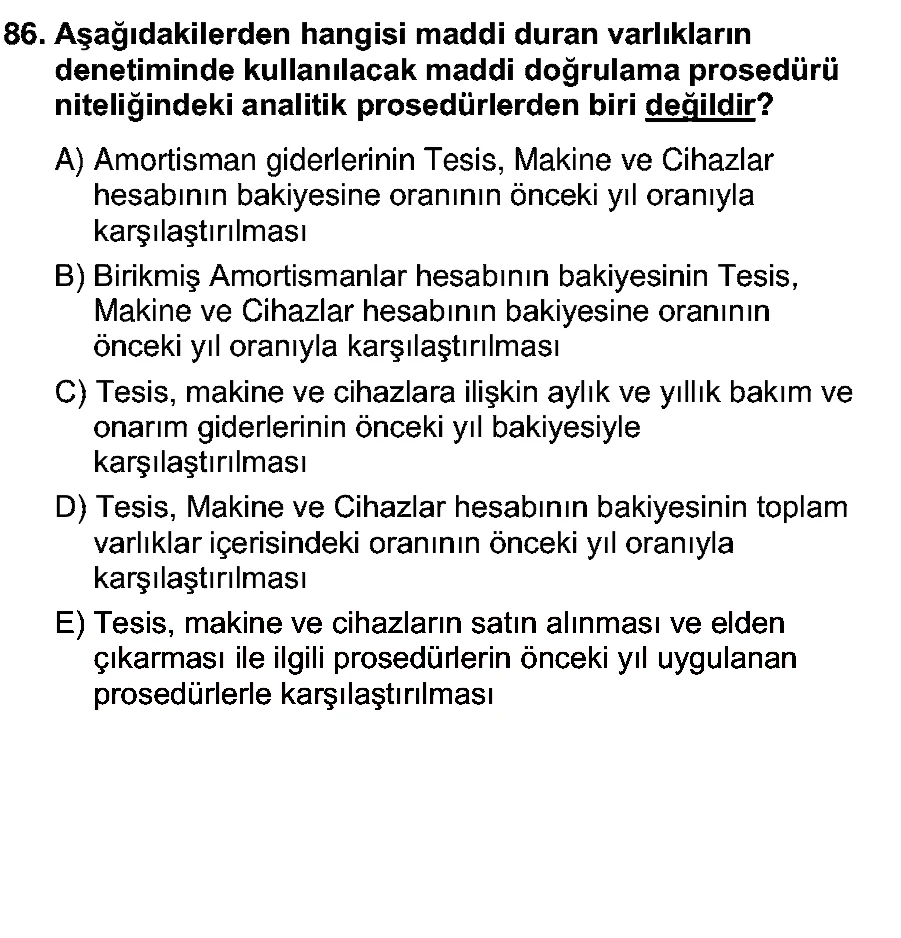 86. Aşağıdakilerden hangisi maddi duran varlıkların
denetiminde kullanılacak maddi doğrulama prosedürü
niteliğindeki analitik prosedürlerden biri değildir?
A) Amortisman giderlerinin Tesis, Makine ve Cihazlar
hesabının bakiyesine oranının önceki yıl oranıyla
karşılaştırılması
B) Birikmiş Amortismanlar hesabının bakiyesinin Tesis,
Makine ve Cihazlar hesabının bakiyesine oranının
önceki yıl oranıyla karşılaştırılması
C) Tesis, makine ve cihazlara ilişkin aylık ve yıllık bakım ve
onarım giderlerinin önceki yıl bakiyesiyle
karşılaştırılması
D) Tesis, Makine ve Cihazlar hesabının bakiyesinin toplam
varlıklar içerisindeki oranının önceki yıl oranıyla
karşılaştırılması
E) Tesis, makine ve cihazların satın alınması ve elden
çıkarması ile ilgili prosedürlerin önceki yıl uygulanan
prosedürlerle karşılaştırılması